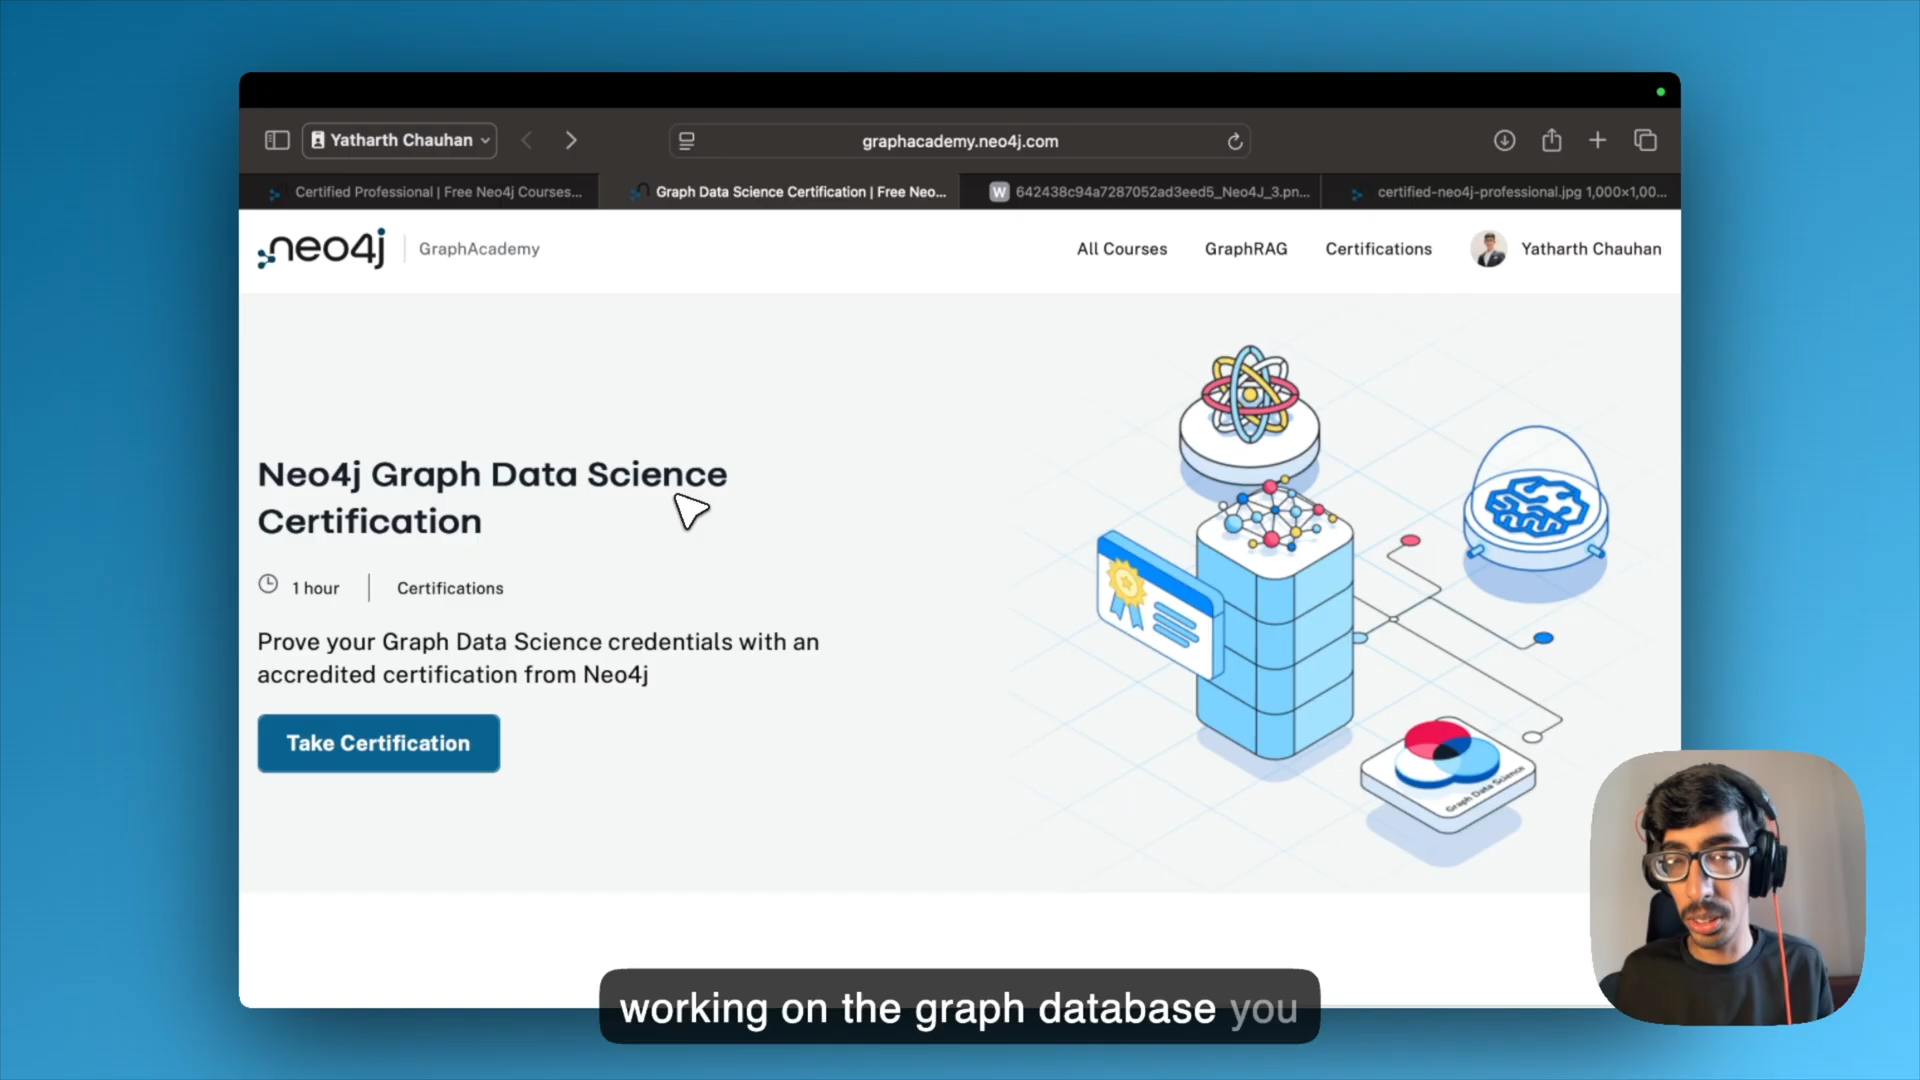 Yatharth Chauhan
graphacademy.neo4j.com
Certified Professional | Free Neo4j Courses...
Graph Data Science Certification | Free Neo...
W
642438c94a7287052ad3eed5_Neo4J_3.pn...
certified-neo4j-professional.jpg 1,000×1,00...
neo4j
GraphAcademy
All Courses
GraphRAG
Certifications
Yatharth Chauhan
Neo4j Graph Data Science
Certification
1 hour
Certifications
Prove your Graph Data Science credentials with an
accredited certification from Neo4j
Take Certification
Graph Data Science
working on the graph database you